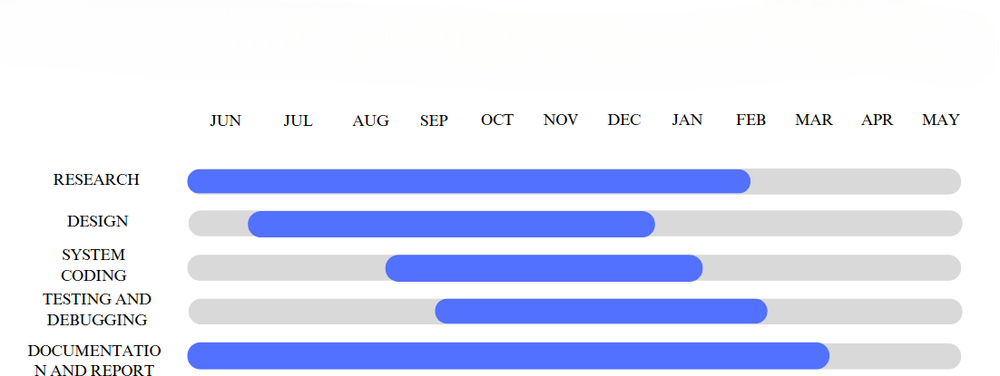 JUN JUL AUG SEP OCT NOV DEC JAN FEB MAR APR MAY
RESEARCH
DESIGN
SYSTEM
CODING
TESTING AND
DEBUGGING
DOCUMENTATIO
N AND REPORT